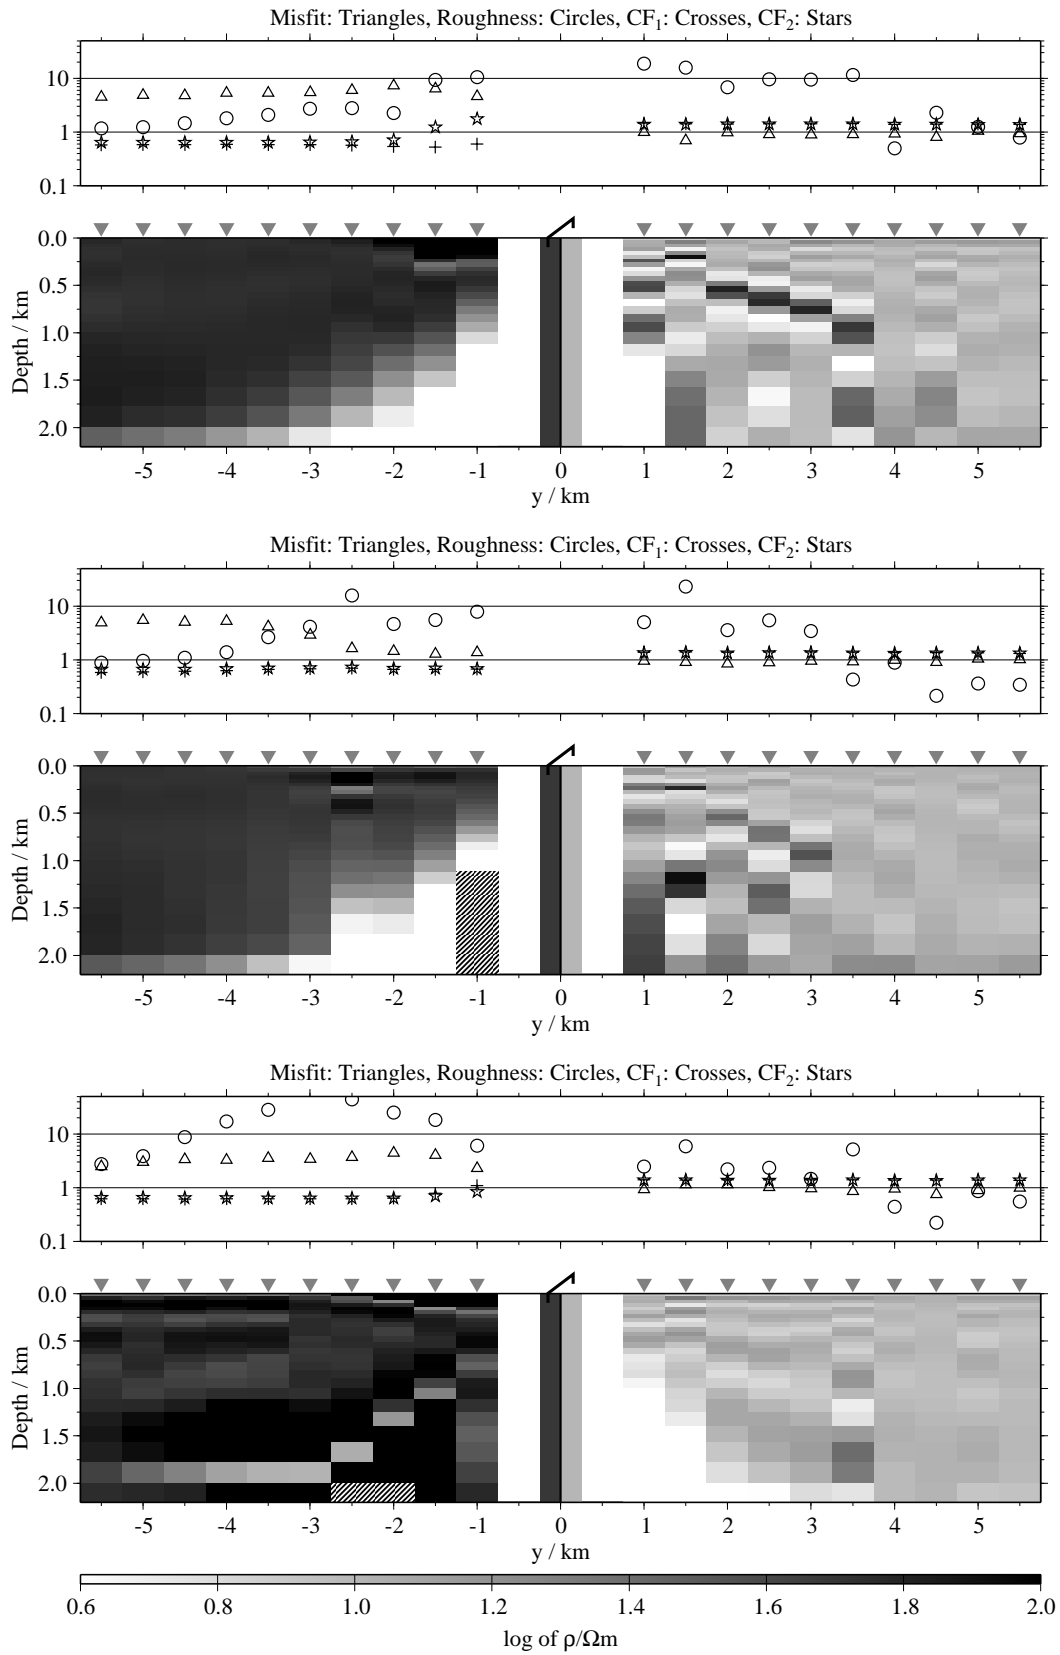 Misfit: Triangles, Roughness: Circles, CF1: Crosses, CF2: Stars
10
1
0.1
0.0
0.5
1.0
1.5
2.0
Depth / km
-5 -4 -3 -2 -1 0 1 2 3 4 5
y / km
Misfit: Triangles, Roughness: Circles, CF1: Crosses, CF2: Stars
10
1
0.1
0.0
0.5
1.0
1.5
2.0
Depth / km
-5 -4 -3 -2 -1 0 1 2 3 4 5
y / km
Misfit: Triangles, Roughness: Circles, CF1: Crosses, CF2: Stars
10
1
0.1
0.0
0.5
1.0
1.5
2.0
Depth / km
-5 -4 -3 -2 -1 0 1 2 3 4 5
y / km
0.6 0.8 1.0 1.2 1.4 1.6 1.8 2.0
log of ρ/Ωm